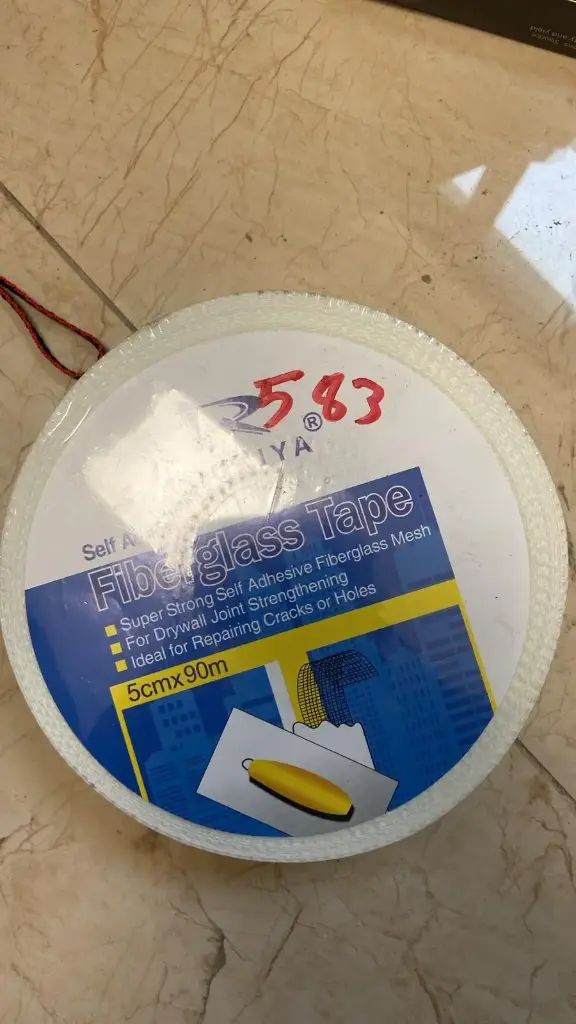 583
®
Self
Fiberglass Tape
Super Strong Self Adhesive Fiberglass Mesh
For Drywall Joint Strengthening
Ideal for Repairing Cracks or Holes
5cmx90m